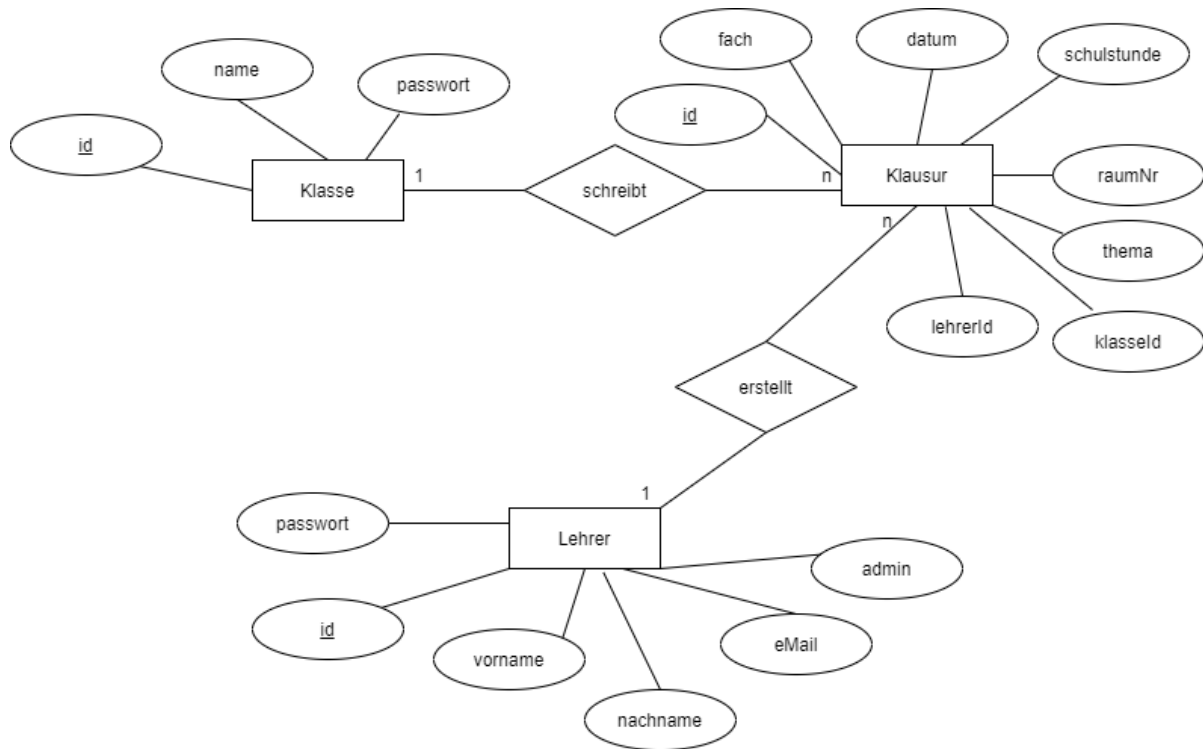 fach
datum
schulstunde
name
passwort
id
id
Klasse
1
schreibt
n
Klausur
raumNr
n
thema
lehrerId
klasseId
erstellt
1
passwort
Lehrer
admin
id
vorname
eMail
nachname